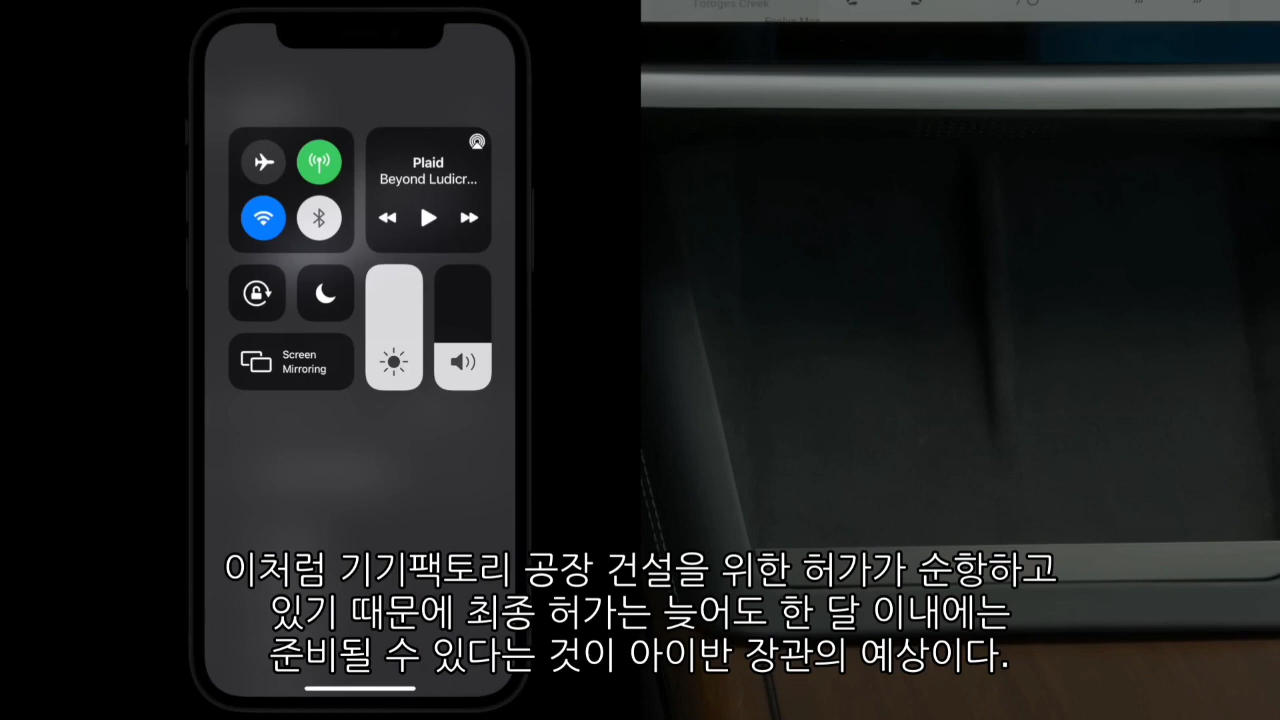 Plaid
Beyond Ludicr...
Screen
Mirroring
이처럼 기기팩토리 공장 건설을 위한 허가가 순항하고
있기 때문에 최종 허가는 늦어도 한 달 이내에는
준비될 수 있다는 것이 아이반 장관의 예상이다.